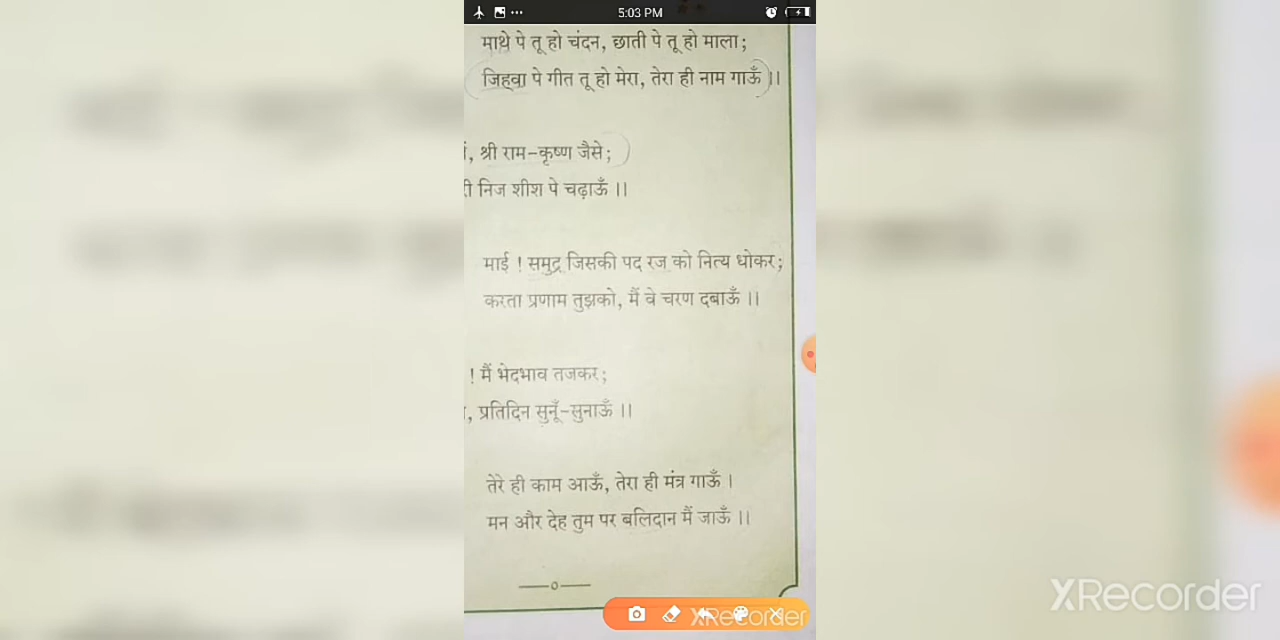 5:03 PM
माथे पे तू हो चंदन, छाती पे तू हो माला ;
जिह्वा पे गीत तू हो मेरा, तेरा ही नाम गाऊँ ।।
श्री राम-कृष्ण जैसे ;
निज शीश पे चढ़ाऊँ ।।
माई ! समुद्र जिसकी पद रज को नित्य धोकर ;
करता प्रणाम तुझको, मैं वे चरण दबाऊँ ।।
! मैं भेदभाव तजकर ;
प्रतिदिन सुनूँ-सुनाऊँ ।।
तेरे ही काम आऊँ, तेरा ही मंत्र गाऊँ ।
मन और देह तुम पर बलिदान मैं जाऊँ ।।
XRecorder
XRecorder